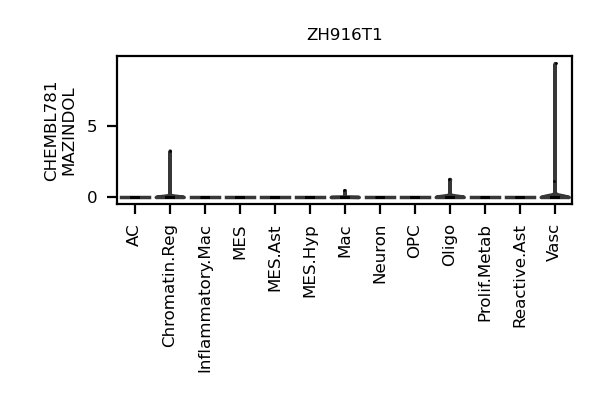 ZH916T1
CHEMBL781
MAZINDOL
5
0
AC
Chromatin.Reg
Inflammatory.Mac
MES
MES.Ast
MES.Hyp
Mac
Neuron
OPC
Oligo
Prolif.Metab
Reactive.Ast
Vasc